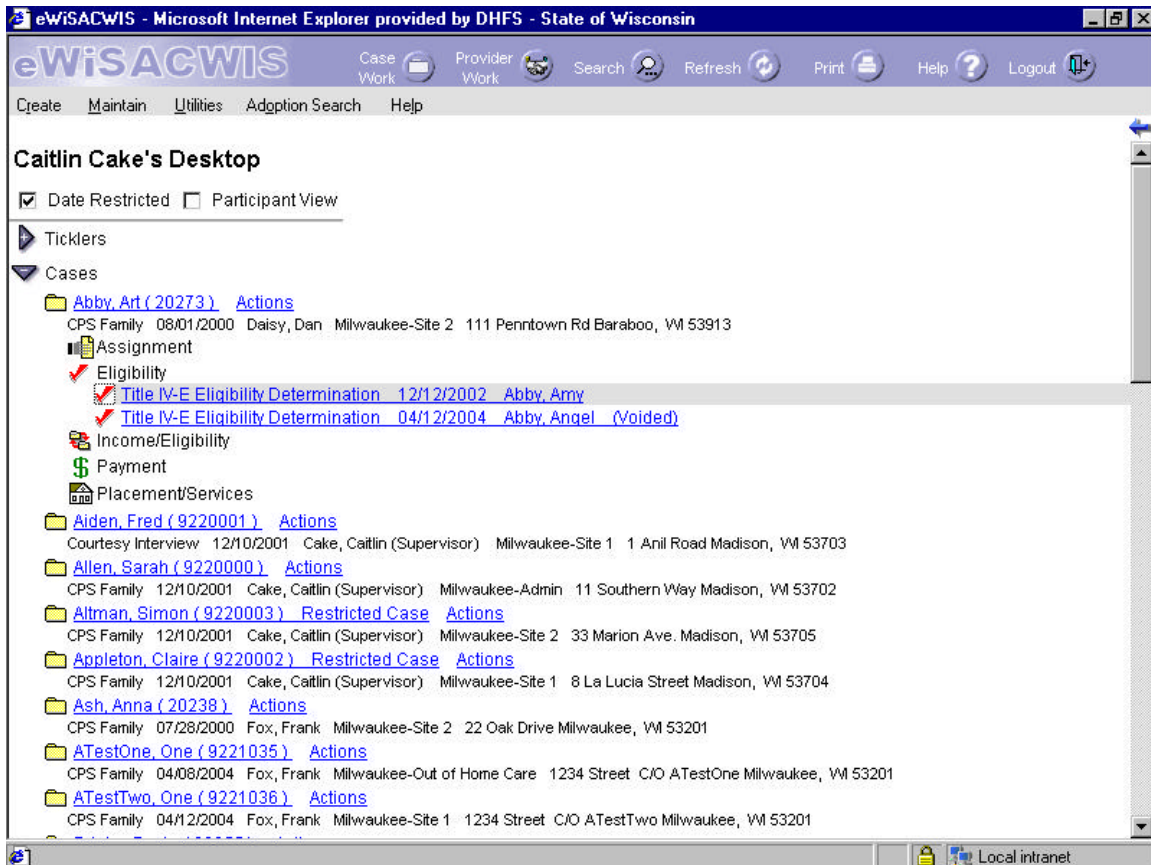 eWiSACWIS - Microsoft Internet Explorer provided by DHFS - State of Wisconsin
eWiSACWIS Case Work Provider Work Search Refresh Print Help Logout
Create Maintain Utilities Adoption Search Help
Caitlin Cake's Desktop
Date Restricted Participant View
Ticklers
Cases
Abby, Art ( 20273 ) Actions
CPS Family 08/01/2000 Daisy, Dan Milwaukee-Site 2 111 Penntown Rd Baraboo, WI 53913
Assignment
Eligibility
Title IV-E Eligibility Determination 12/12/2002 Abby, Amy
Title IV-E Eligibility Determination 04/12/2004 Abby, Angel (Voided)
Income/Eligibility
Payment
Placement/Services
Aiden, Fred ( 9220001 ) Actions
Courtesy Interview 12/10/2001 Cake, Caitlin (Supervisor) Milwaukee-Site 1 1 Anil Road Madison, WI 53703
Allen, Sarah ( 9220000 ) Actions
CPS Family 12/10/2001 Cake, Caitlin (Supervisor) Milwaukee-Admin 11 Southern Way Madison, WI 53702
Altman, Simon ( 9220003 ) Restricted Case Actions
CPS Family 12/10/2001 Cake, Caitlin (Supervisor) Milwaukee-Site 2 33 Marion Ave. Madison, WI 53705
Appleton, Claire ( 9220002 ) Restricted Case Actions
CPS Family 12/10/2001 Cake, Caitlin (Supervisor) Milwaukee-Site 1 8 La Lucia Street Madison, WI 53704
Ash, Anna ( 20238 ) Actions
CPS Family 07/28/2000 Fox, Frank Milwaukee-Site 2 22 Oak Drive Milwaukee, WI 53201
ATestOne, One ( 9221035 ) Actions
CPS Family 04/08/2004 Fox, Frank Milwaukee-Out of Home Care 1234 Street C/O ATestOne Milwaukee, WI 53201
ATestTwo, One ( 9221036 ) Actions
CPS Family 04/12/2004 Fox, Frank Milwaukee-Site 1 1234 Street C/O ATestTwo Milwaukee, WI 53201
Local intranet